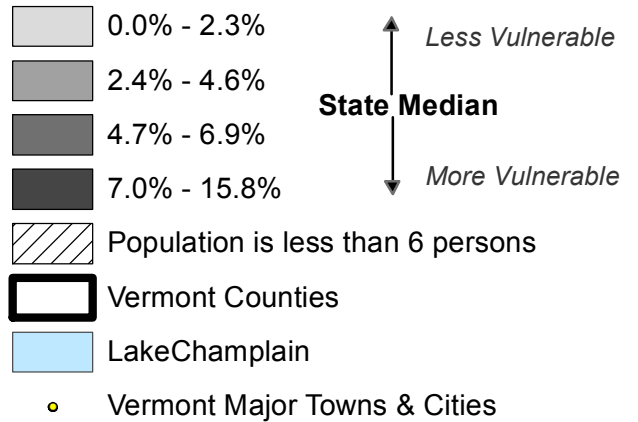 0.0% - 2.3%
Less Vulnerable
2.4% - 4.6%
State Median
4.7% - 6.9%
More Vulnerable
7.0% - 15.8%
Population is less than 6 persons
Vermont Counties
LakeChamplain
Vermont Major Towns & Cities